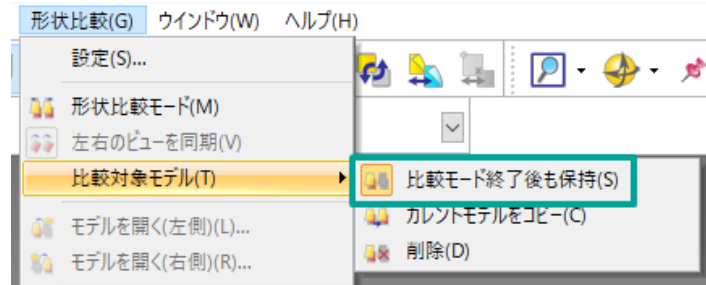 形状比較(G) ウインドウ(W) ヘルプ(H)
設定(S)...
形状比較モード(M)
左右のビューを同期(V)
比較対象モデル(T)
比較モード終了後も保持(S)
カレントモデルをコピー(C)
モデルを開く(左側)(L)...
削除(D)
モデルを開く(右側)(R)...